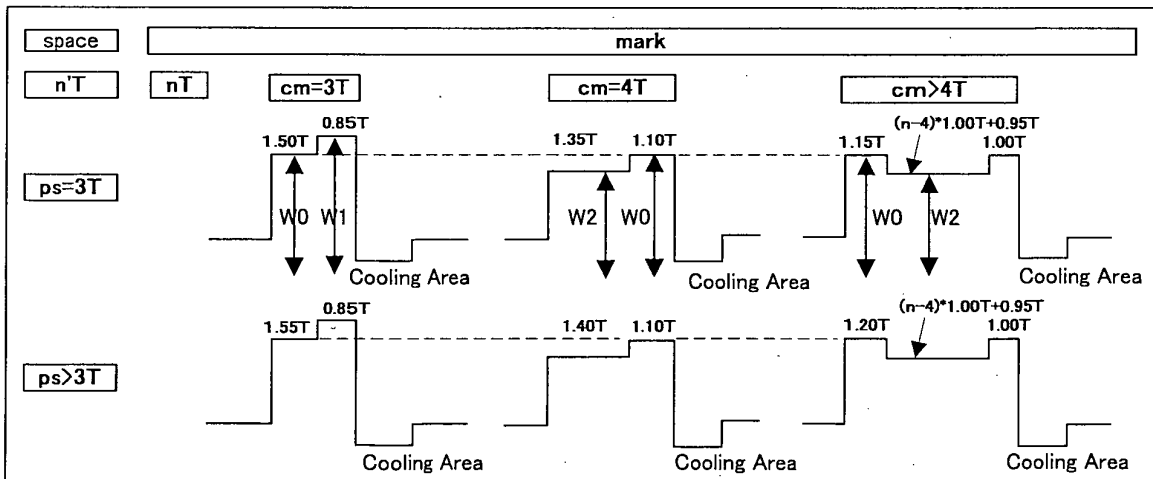 space
mark
n'T
nT
cm=3T
cm=4T
cm>4T
0.85T
(n-4)*1.00T+0.95T
1.50T
1.35T
1.10T
1.15T
1.00T
ps=3T
W0
W1
W2
W0
W0
W2
Cooling Area
Cooling Area
Cooling Area
0.85T
(n-4)*1.00T+0.95T
1.55T
1.40T
1.10T
1.20T
1.00T
ps>3T
Cooling Area
Cooling Area
Cooling Area